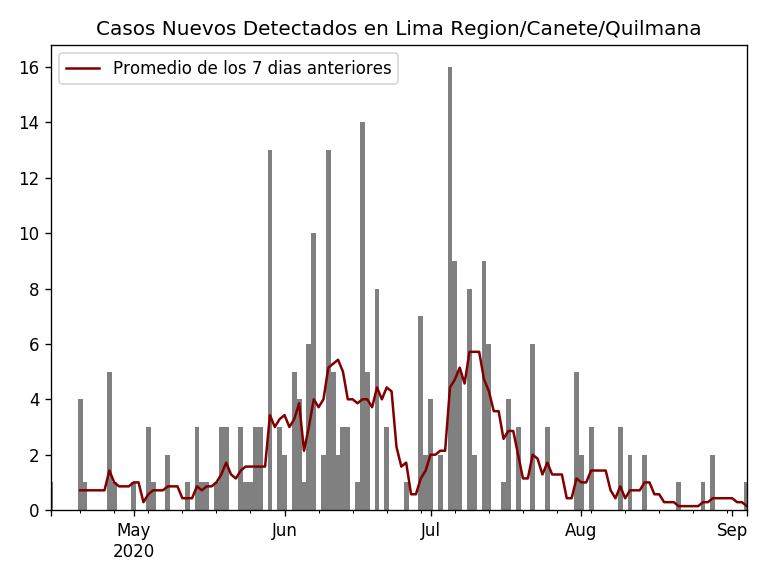 Casos Nuevos Detectados en Lima Region/Canete/Quilmana
Promedio de los 7 dias anteriores
16
14
12
10
8
6
4
2
0
May
2020
Jun
Jul
Aug
Sep